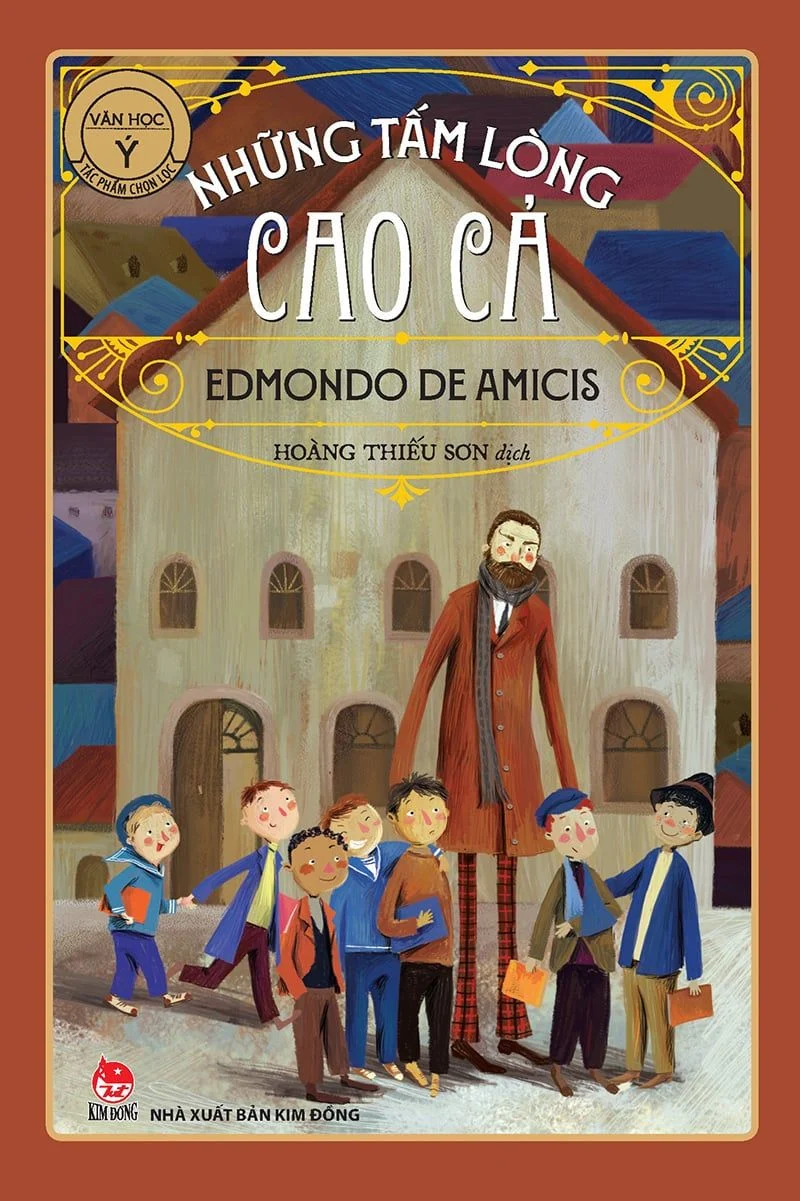 VĂN HỌC
Ý
TÁC PHẨM CHỌN LỌC
NHỮNG TẤM LÒNG
CAO CẢ
EDMONDO DE AMICIS
HOÀNG THIẾU SƠN dịch
KIM ĐỒNG
NHÀ XUẤT BẢN KIM ĐỒNG